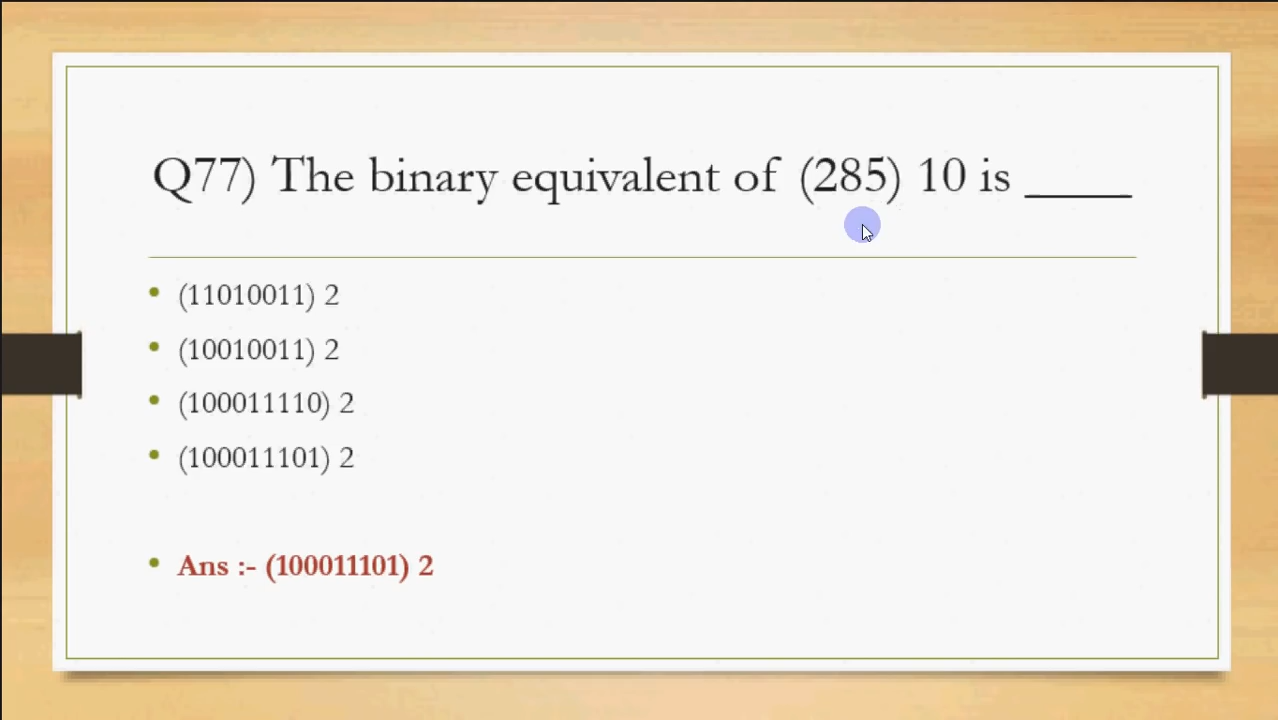 Q77) The binary equivalent of (285) 10 is ____
• (11010011) 2
• (10010011) 2
• (100011110) 2
• (100011101) 2
• Ans :- (100011101) 2